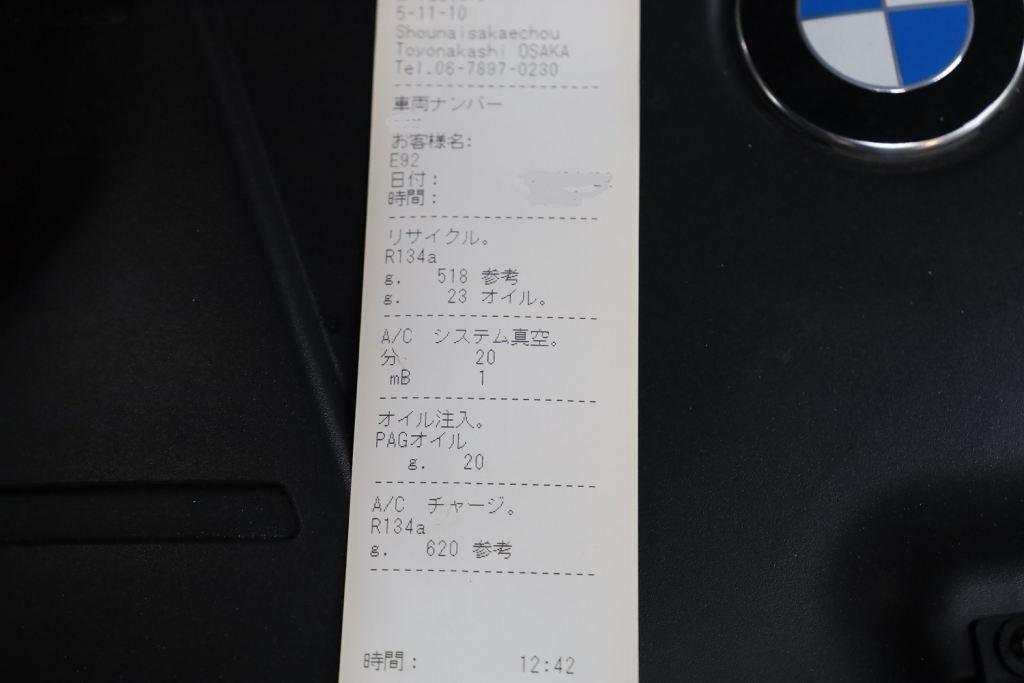 5-11-10
Shounaisakaechou
Toyonakashi OSAKA
Tel.06-7897-0230
車両ナンバー
お客様名:
E92
日付:
時間:
リサイクル。
R134a
g. 518 参考
g. 23 オイル。
A/C システム真空。
分 20
mB 1
オイル注入。
PAGオイル
g. 20
A/C チャージ。
R134a
g. 620 参考
時間: 12:42